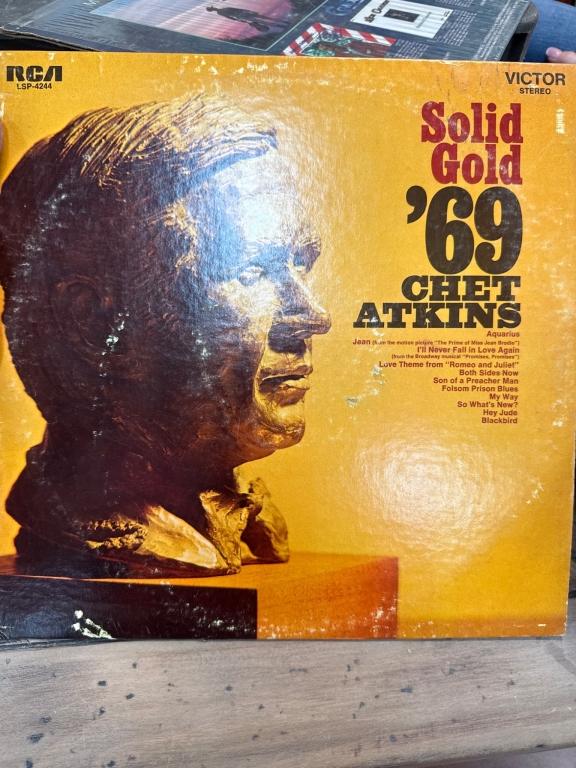 RCA
LSP-4244
VICTOR
STEREO
Solid
Gold
'69
CHET
ATKINS
Aquarius
Jean (from the motion picture "The Prime of Miss Jean Brodie")
I'll Never Fall in Love Again
(from the Broadway musical "Promises, Promises")
Love Theme from "Romeo and Juliet"
Both Sides Now
Son of a Preacher Man
Folsom Prison Blues
My Way
So What's New?
Hey Jude
Blackbird